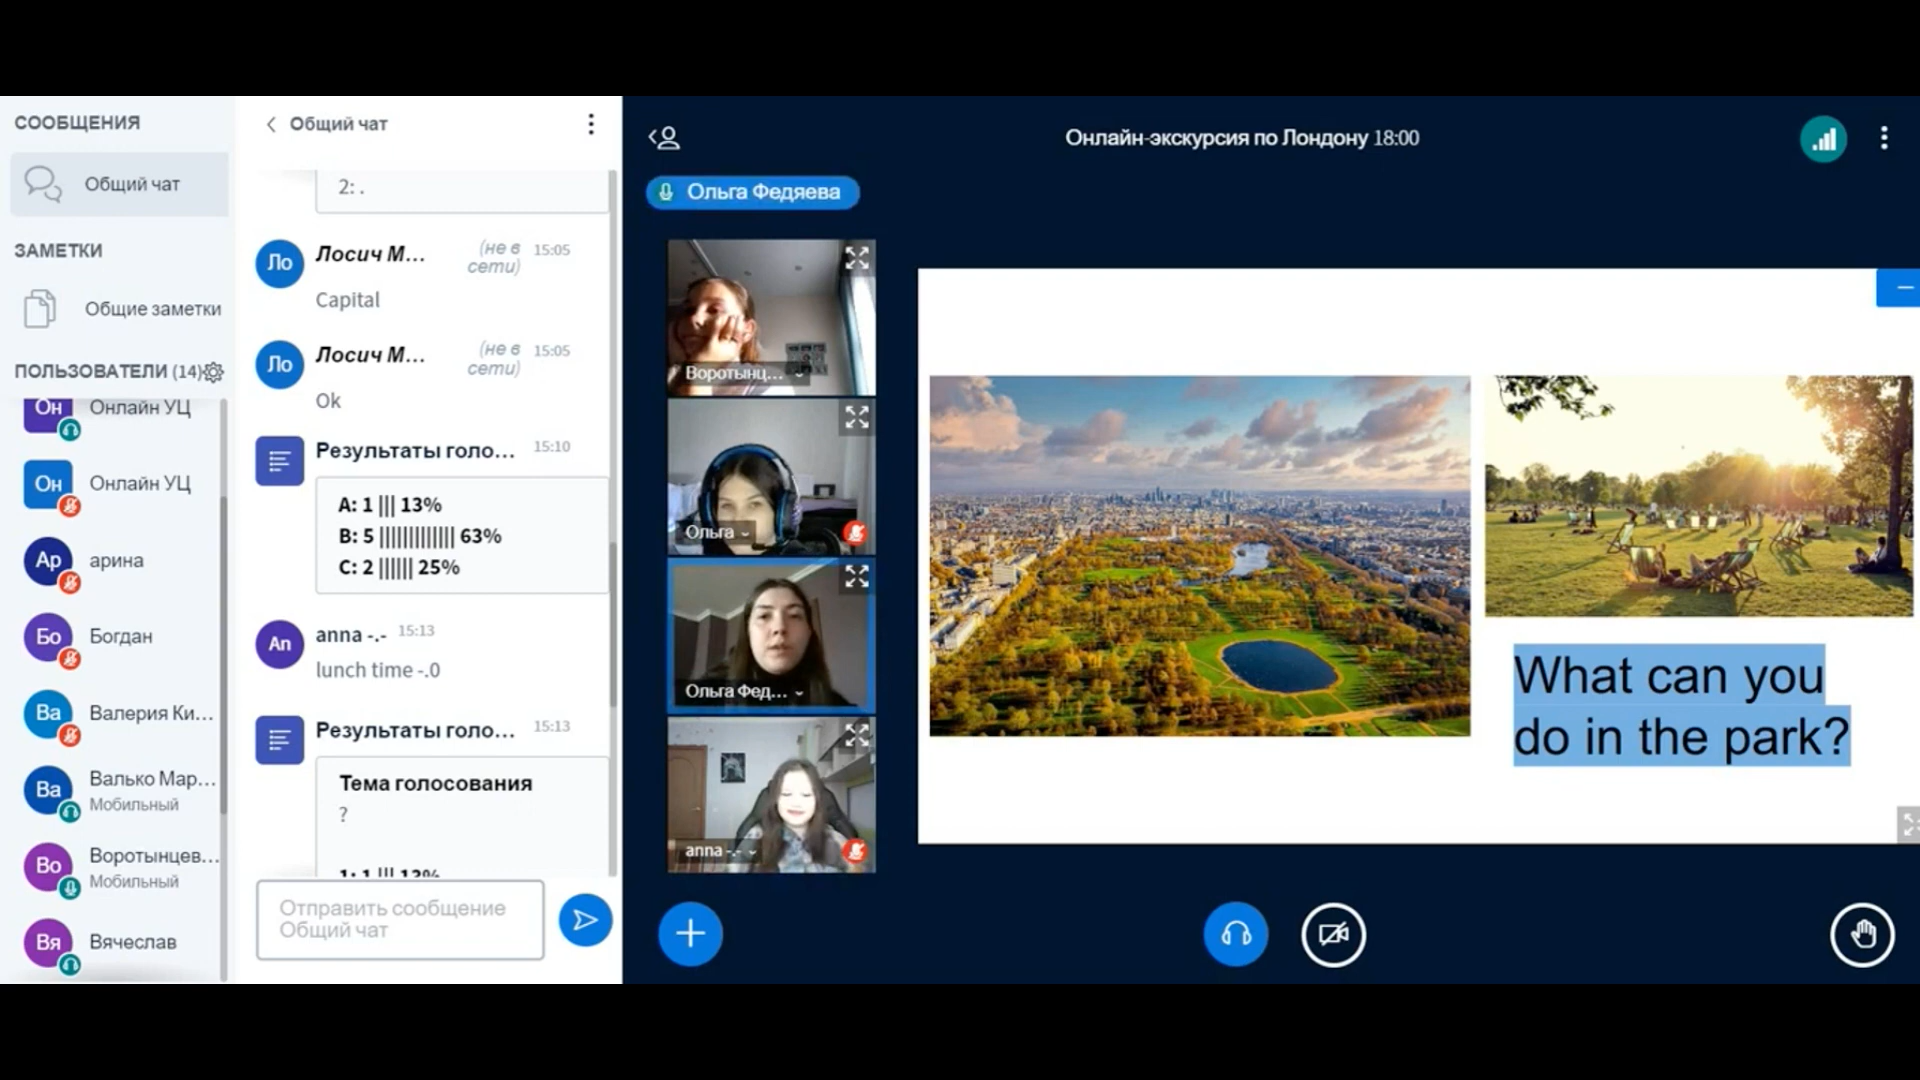 СООБЩЕНИЯ
Общий чат
ЗАМЕТКИ
Общие заметки
ПОЛЬЗОВАТЕЛИ (14)
Он
Онлайн УЦ
Он
Онлайн УЦ
Ар
арина
Бо
Богдан
Ва
Валерия Ки...
Ва
Валько Мар...
Мобильный
Во
Воротынцев...
Мобильный
Вя
Вячеслав
Общий чат
2: .
Ло
Лосич М...
(не в
сети)
15:05
Capital
Ло
Лосич М...
(не в
сети)
15:05
Ok
Результаты голо...
15:10
A: 1 ||| 13%
B: 5 ||||||||||||| 63%
C: 2 |||||| 25%
An
anna -.-
15:13
lunch time -.0
Результаты голо...
15:13
Тема голосования
?
1: 1 ||| 13%
Отправить сообщение
Общий чат
Онлайн-экскурсия по Лондону 18:00
Ольга Федяева
Воротынц...
Ольга
Ольга Фед...
anna -.-
What can you
do in the park?